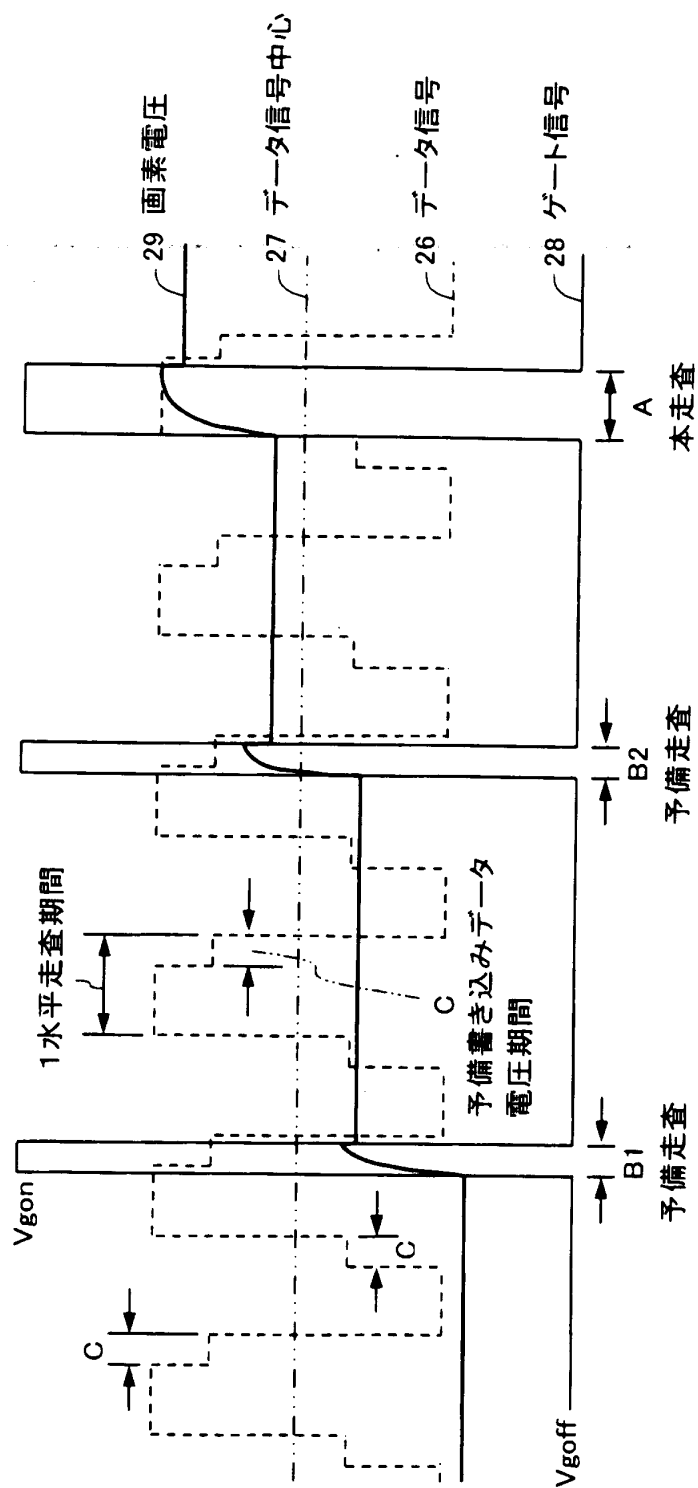 Vgon
1水平走査期間
29 画素電圧
27 データ信号中心
26 データ信号
28 ゲート信号
C
C
C
予備書き込みデータ
電圧期間
Vgoff
B1
予備走査
B2
予備走査
A
本走査